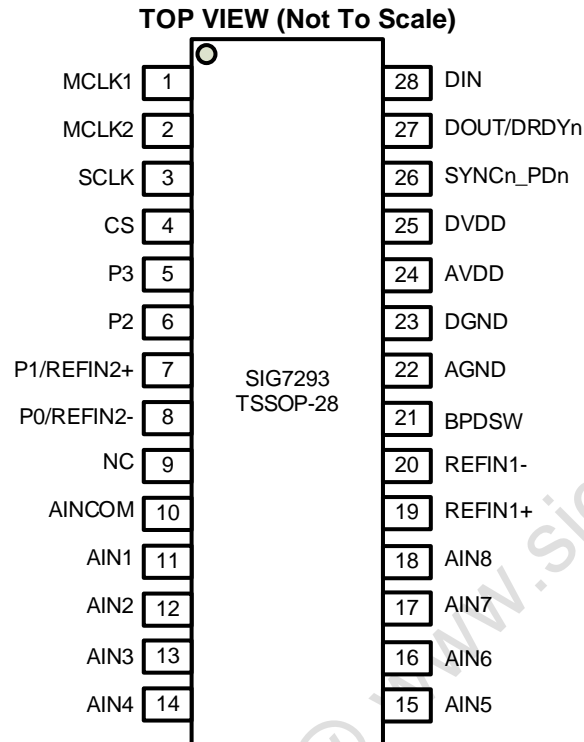 TOP VIEW (Not To Scale)
MCLK1 1
MCLK2 2
SCLK 3
CS 4
P3 5
P2 6
P1/REFIN2+ 7
P0/REFIN2- 8
NC 9
AINCOM 10
AIN1 11
AIN2 12
AIN3 13
AIN4 14
SIG7293
TSSOP-28
28 DIN
27 DOUT/DRDYn
26 SYNCn_PDn
25 DVDD
24 AVDD
23 DGND
22 AGND
21 BPDSW
20 REFIN1-
19 REFIN1+
18 AIN8
17 AIN7
16 AIN6
15 AIN5
www.sig